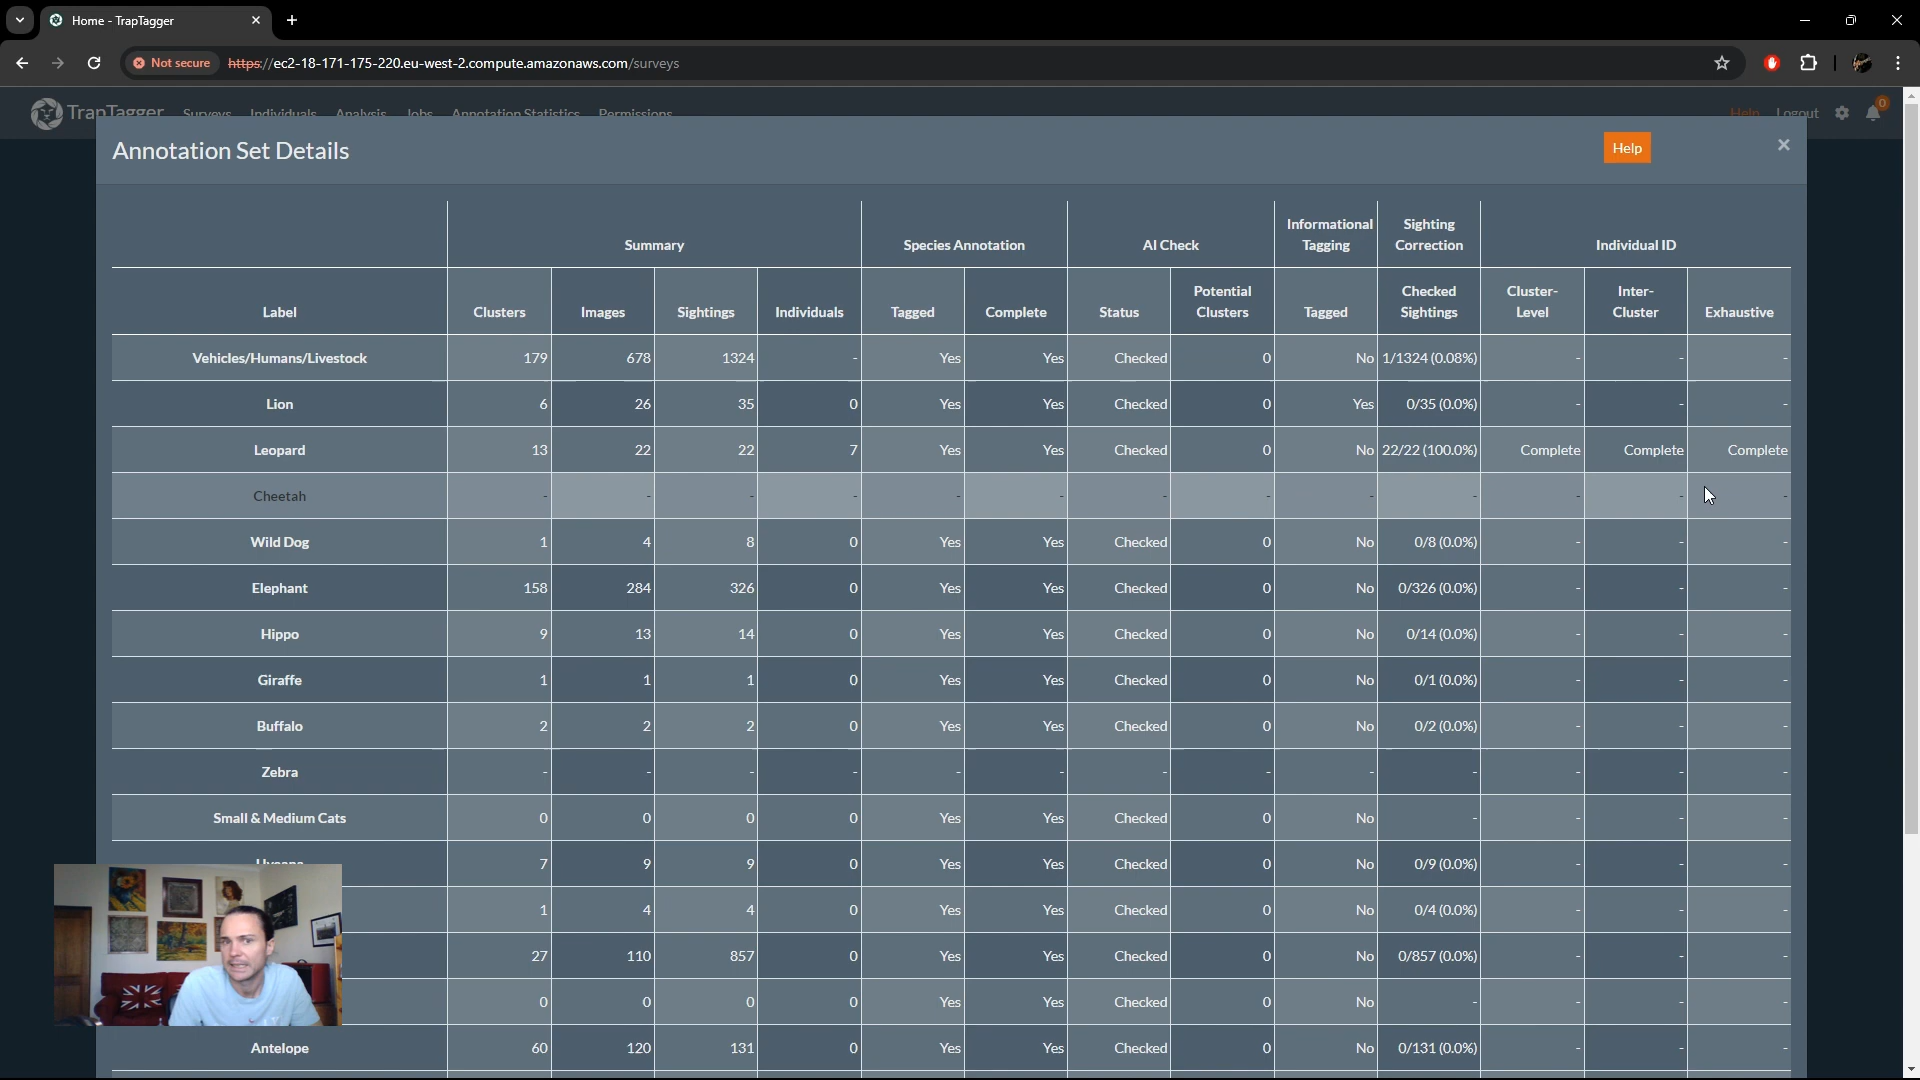 Home - TrapTagger
Not secure
https://ec2-18-171-175-220.eu-west-2.compute.amazonaws.com/surveys
TrapTagger Surveys Individuals Analysis Jobs Annotation Statistics Permissions Help Logout 0
Annotation Set Details
Help
Summary Species Annotation AI Check Informational Tagging Sighting Correction Individual ID
Label Clusters Images Sightings Individuals Tagged Complete Status Potential Clusters Tagged Checked Sightings Cluster-Level Inter-Cluster Exhaustive
Vehicles/Humans/Livestock 179 678 1324 - Yes Yes Checked 0 No 1/1324 (0.08%) - - -
Lion 6 26 35 0 Yes Yes Checked 0 Yes 0/35 (0.0%) - - -
Leopard 13 22 22 7 Yes Yes Checked 0 No 22/22 (100.0%) Complete Complete Complete
Cheetah - - - - - - - - - - - - -
Wild Dog 1 4 8 0 Yes Yes Checked 0 No 0/8 (0.0%) - - -
Elephant 158 284 326 0 Yes Yes Checked 0 No 0/326 (0.0%) - - -
Hippo 9 13 14 0 Yes Yes Checked 0 No 0/14 (0.0%) - - -
Giraffe 1 1 1 0 Yes Yes Checked 0 No 0/1 (0.0%) - - -
Buffalo 2 2 2 0 Yes Yes Checked 0 No 0/2 (0.0%) - - -
Zebra - - - - - - - - - - - - -
Small & Medium Cats 0 0 0 0 Yes Yes Checked 0 No - - - -
7 9 9 0 Yes Yes Checked 0 No 0/9 (0.0%) - - -
1 4 4 0 Yes Yes Checked 0 No 0/4 (0.0%) - - -
27 110 857 0 Yes Yes Checked 0 No 0/857 (0.0%) - - -
0 0 0 0 Yes Yes Checked 0 No - - - -
Antelope 60 120 131 0 Yes Yes Checked 0 No 0/131 (0.0%) - - -